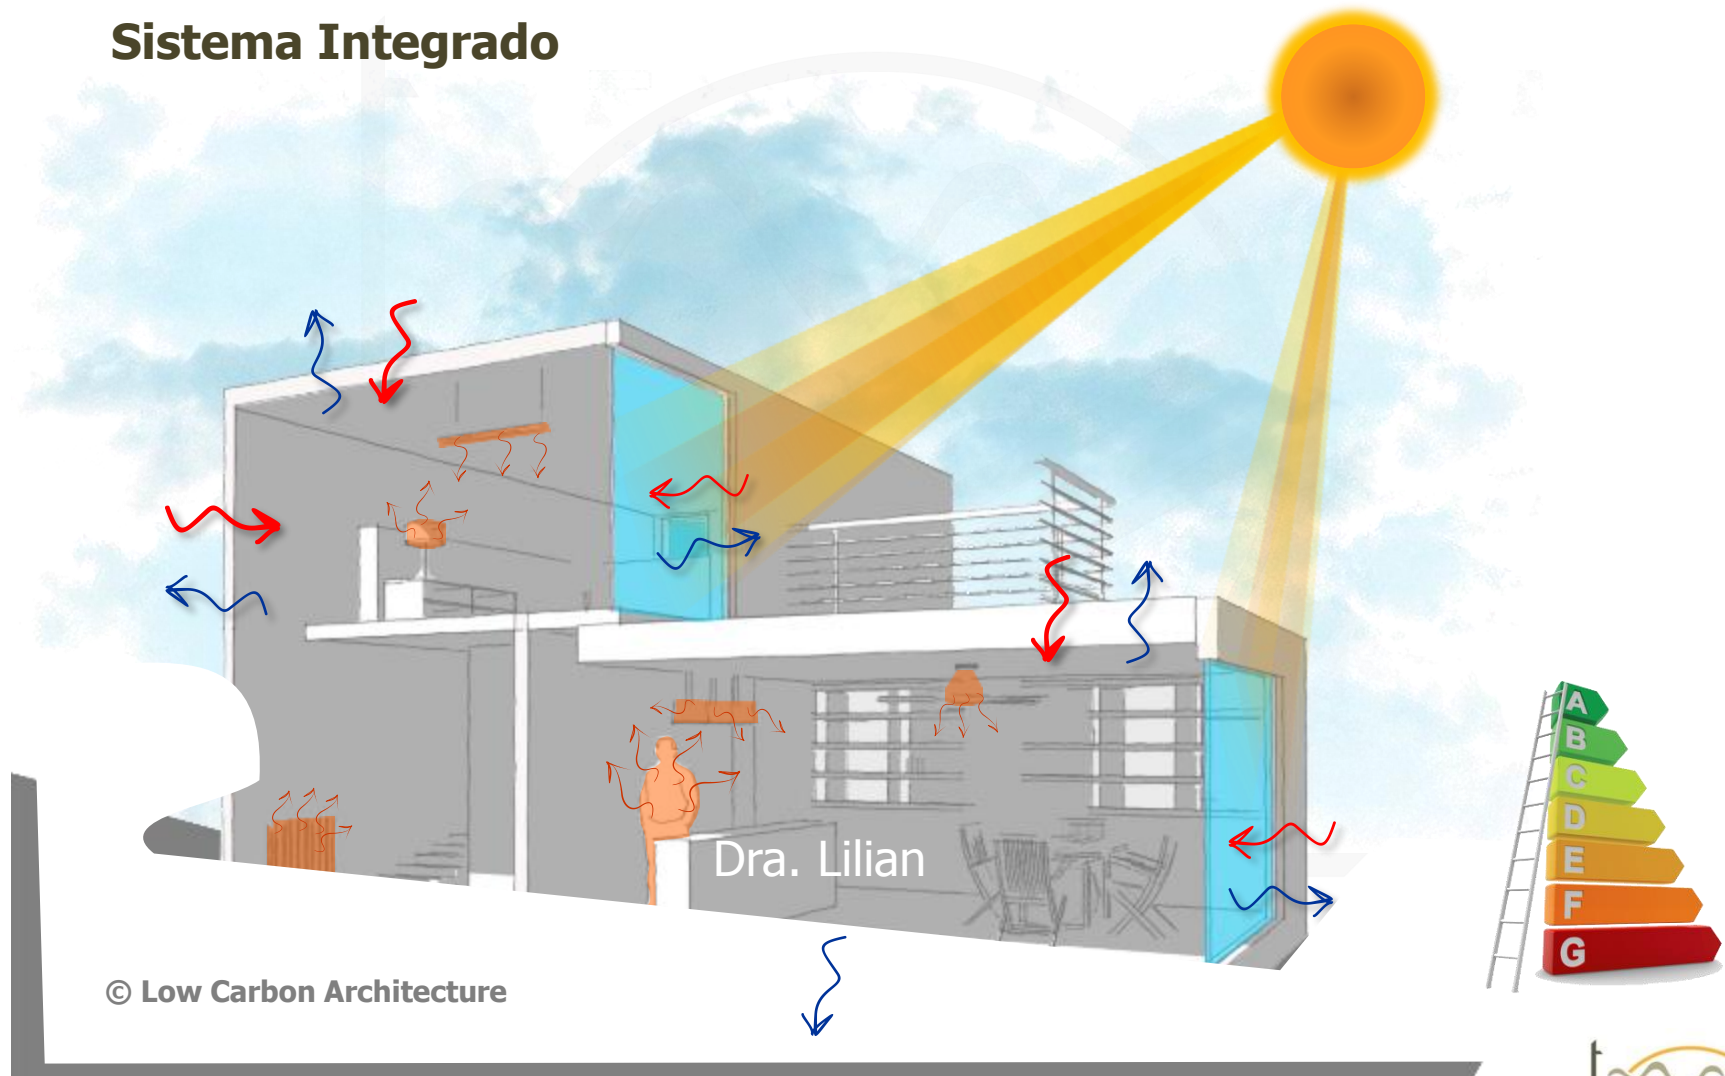 Sistema Integrado
A
B
C
D
E
F
G
Dra. Lilian
© Low Carbon Architecture